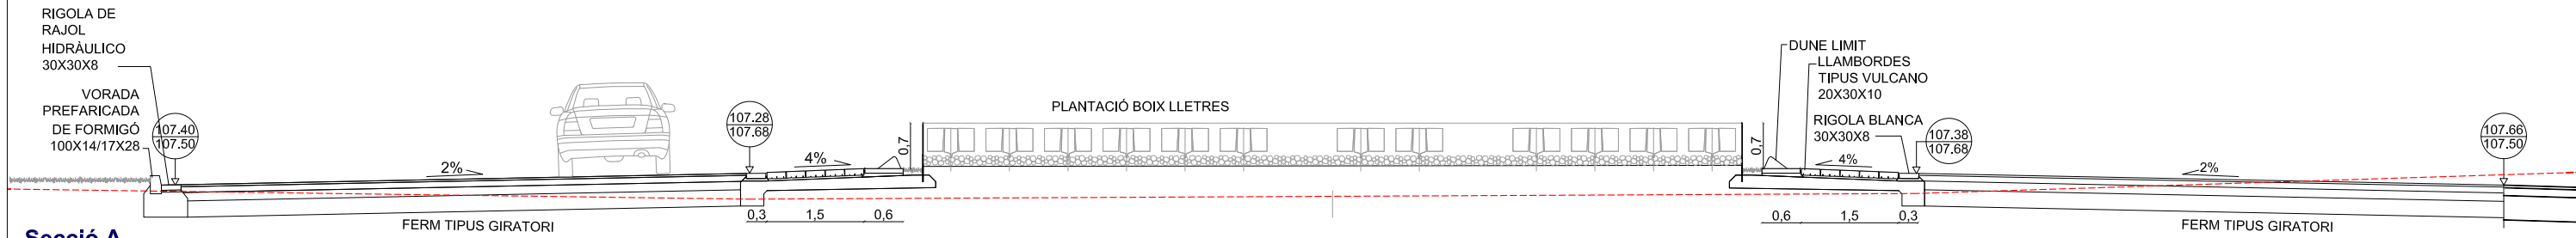 RIGOLA DE
RAJOL
HIDRÀULICO
30X30X8
VORADA
PREFARICADA
DE FORMIGÓ
100X14/17X28
107.40
107.50
2%
FERM TIPUS GIRATORI
107.28
107.68
4%
0,3
1,5
0,6
0,7
PLANTACIÓ BOIX LLETRES
0,7
DUNE LIMIT
LLAMBORDES
TIPUS VULCANO
20X30X10
RIGOLA BLANCA
30X30X8
4%
0,6
1,5
0,3
107.38
107.68
2%
FERM TIPUS GIRATORI
107.66
107.50
Secció A